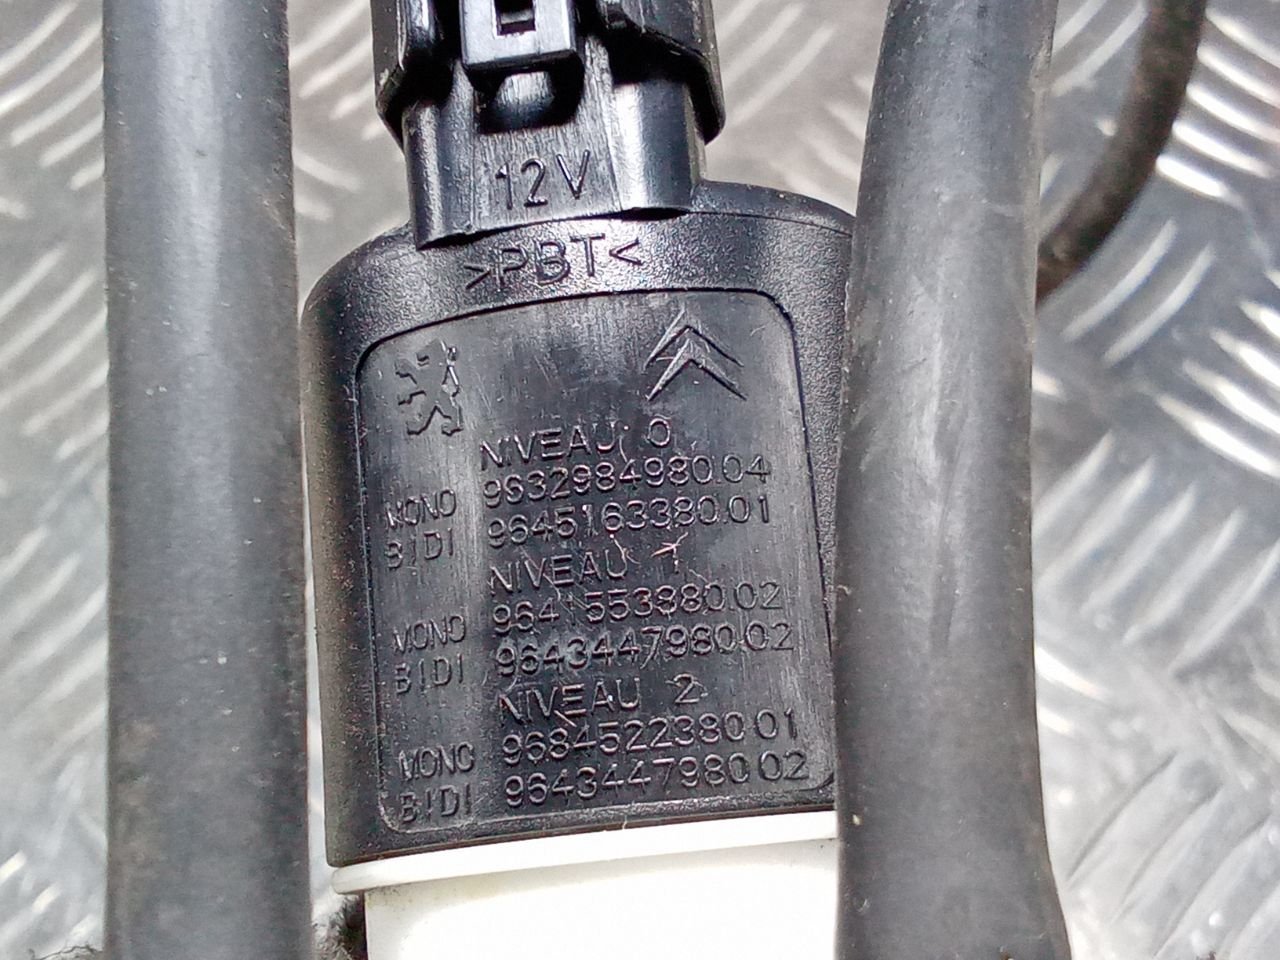 12V
>PBT<
NIVEAU 0
MONO 9632984980.04
BIDI 9645163380.01
NIVEAU 1
MONO 9641553880.02
BIDI 9643447980.02
NIVEAU 2
MONO 9684522380 01
BIDI 9643447980 02